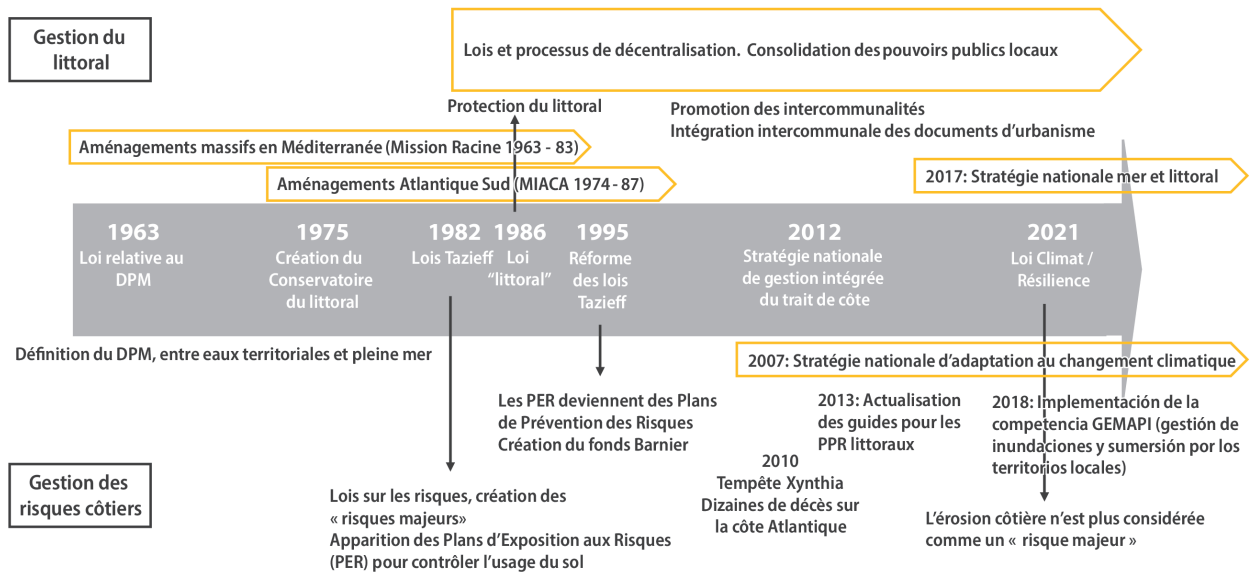 Gestion du
littoral
Lois et processus de décentralisation. Consolidation des pouvoirs publics locaux
Protection du littoral
Promotion des intercommunalités
Intégration intercommunale des documents d'urbanisme
Aménagements massifs en Méditerranée (Mission Racine 1963 - 83)
Aménagements Atlantique Sud (MIACA 1974 - 87)
2017: Stratégie nationale mer et littoral
1963
Loi relative au
DPM
1975
Création du
Conservatoire
du littoral
1982
Lois Tazieff
1986
Loi
“littoral”
1995
Réforme
des lois
Tazieff
2012
Stratégie nationale
de gestion intégrée
du trait de côte
2021
Loi Climat /
Résilience
Définition du DPM, entre eaux territoriales et pleine mer
2007: Stratégie nationale d'adaptation au changement climatique
Les PER deviennent des Plans
de Prévention des Risques
Création du fonds Barnier
2013: Actualisation
des guides pour les
PPR littoraux
2018: Implementación de la
competencia GEMAPI (gestión de
inundaciones y sumersión por los
territorios locales)
2010
Tempête Xynthia
Dizaines de décès sur
la côte Atlantique
Gestion des
risques côtiers
Lois sur les risques, création des
« risques majeurs»
Apparition des Plans d'Exposition aux Risques
(PER) pour contrôler l'usage du sol
L'érosion côtière n'est plus considérée
comme un « risque majeur »